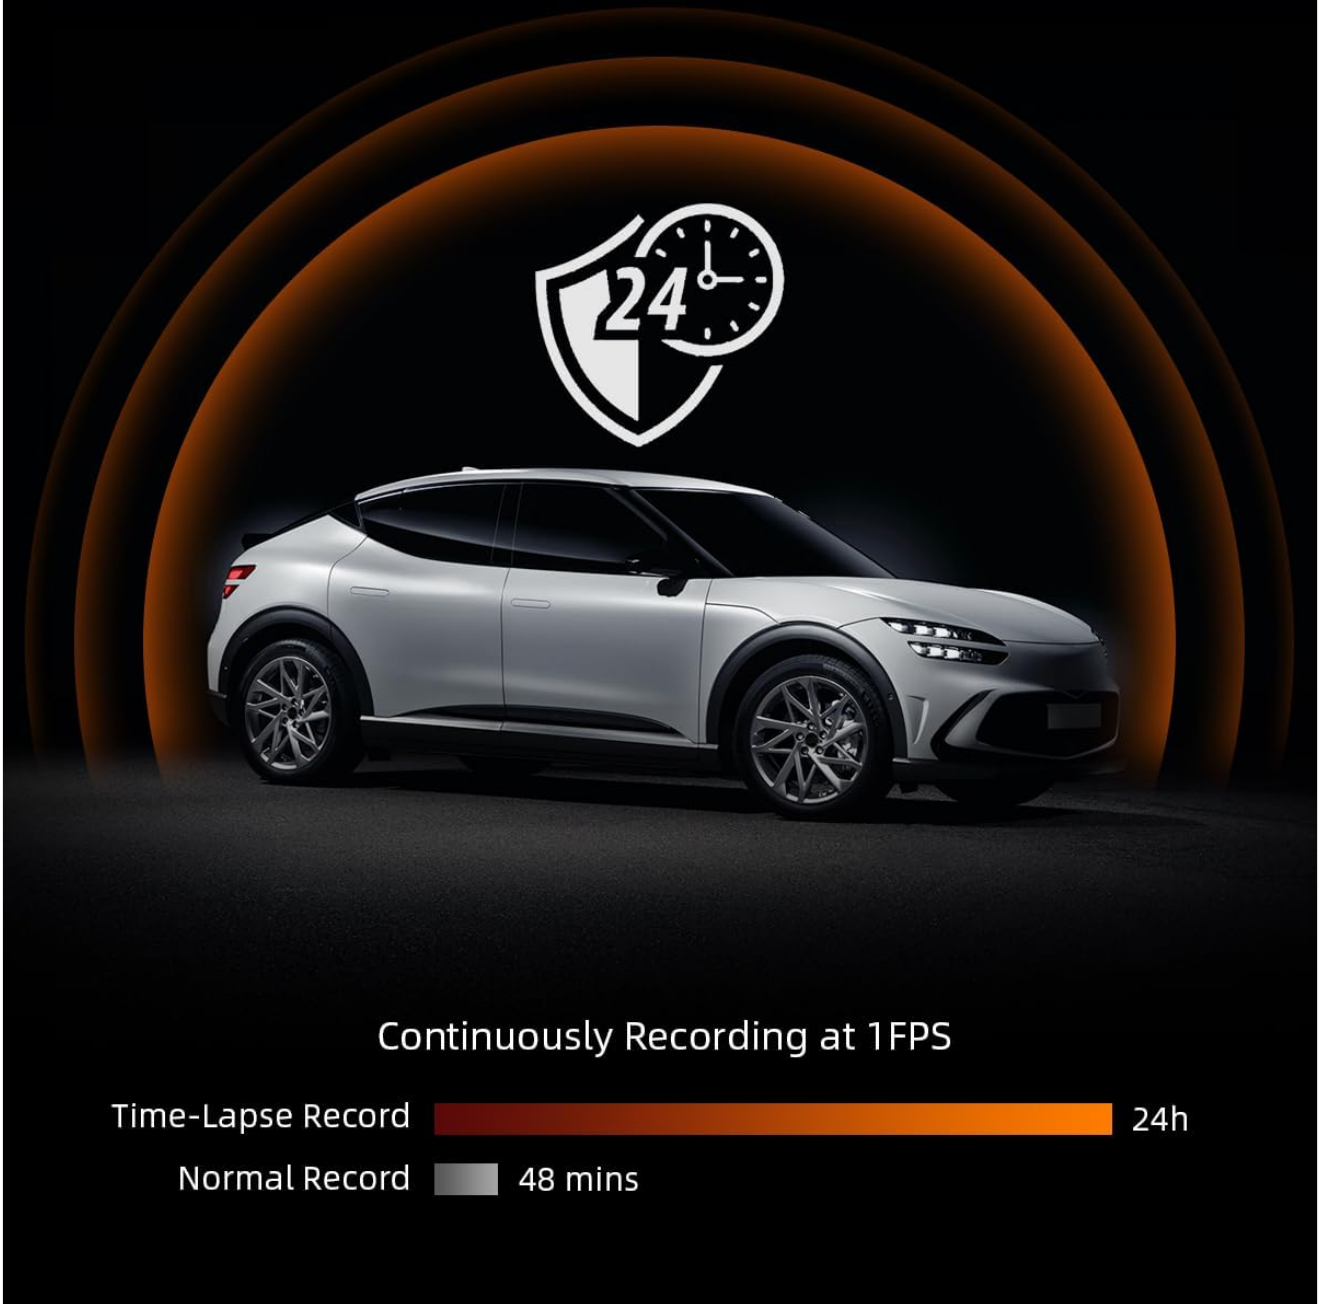 24
Continuously Recording at 1FPS
Time-Lapse Record 24h
Normal Record 48 mins